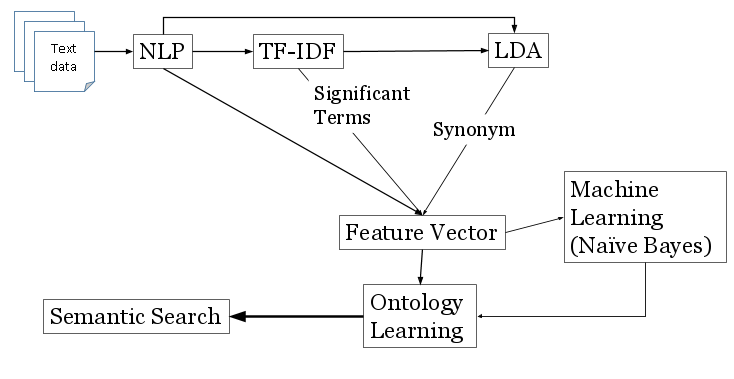 Text
data
NLP
TF-IDF
LDA
Significant
Terms
Synonym
Machine
Learning
(Naïve Bayes)
Feature Vector
Ontology
Learning
Semantic Search